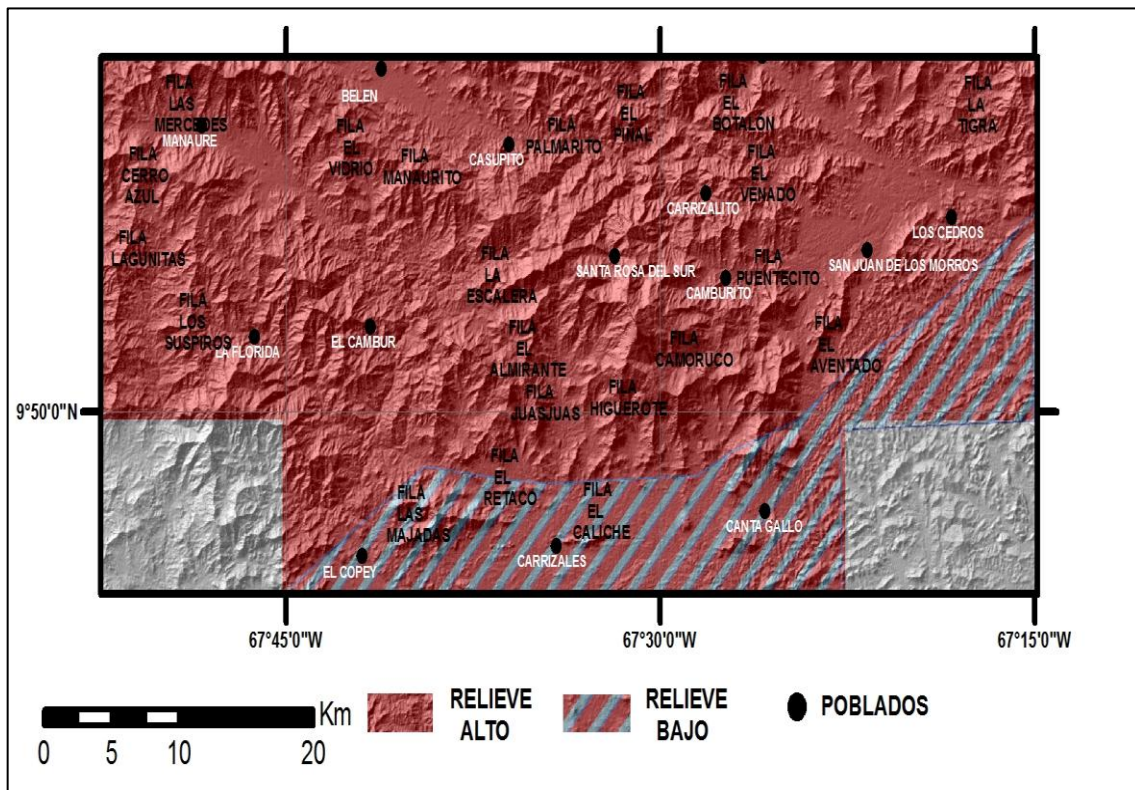 FILA
LAS
MERCEDES
MANAURE
FILA
CERRO
AZUL
FILA
LAGUNITAS
FILA
LOS
SUSPIROS
LA FLORIDA
BELEN
FILA
EL
VIDRIO
FILA
MANAURITO
CASUPITO
FILA
PALMARITO
FILA
EL
PIÑAL
FILA
EL
BOTALÓN
FILA
LA
TIGRA
FILA
EL
VENADO
CARRIZALITO
LOS CEDROS
SAN JUAN DE LOS MORROS
FILA
PUENTECITO
SANTA ROSA DEL SUR
CAMBURITO
FILA
LA
ESCALERA
EL CAMBUR
FILA
EL
ALMIRANTE
FILA
CAMORUCO
FILA
EL
AVENTADO
FILA
JUASJUAS
FILA
HIGUEROTE
9°50'0"N
FILA
EL
RETACO
FILA
LAS
MAJADAS
FILA
EL
CALICHE
CANTA GALLO
EL COPEY
CARRIZALES
67°45'0"W
67°30'0"W
67°15'0"W
Km
0 5 10 20
RELIEVE
ALTO
RELIEVE
BAJO
POBLADOS